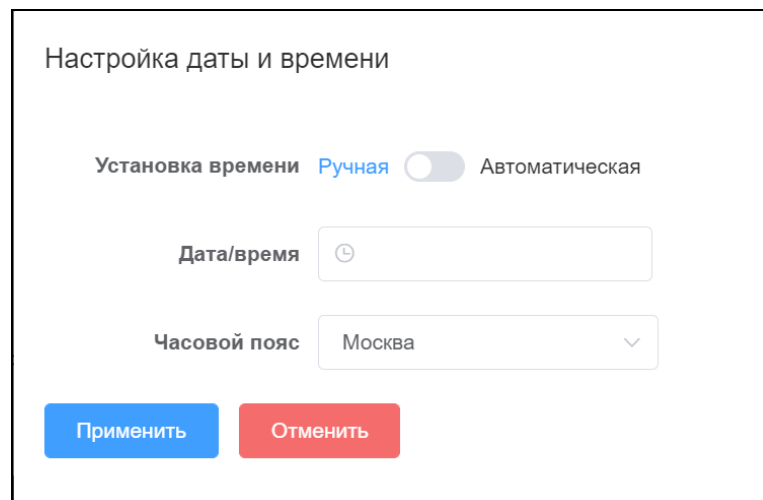 Настройка даты и времени
Установка времени Ручная Автоматическая
Дата/время
Часовой пояс Москва
Применить Отменить